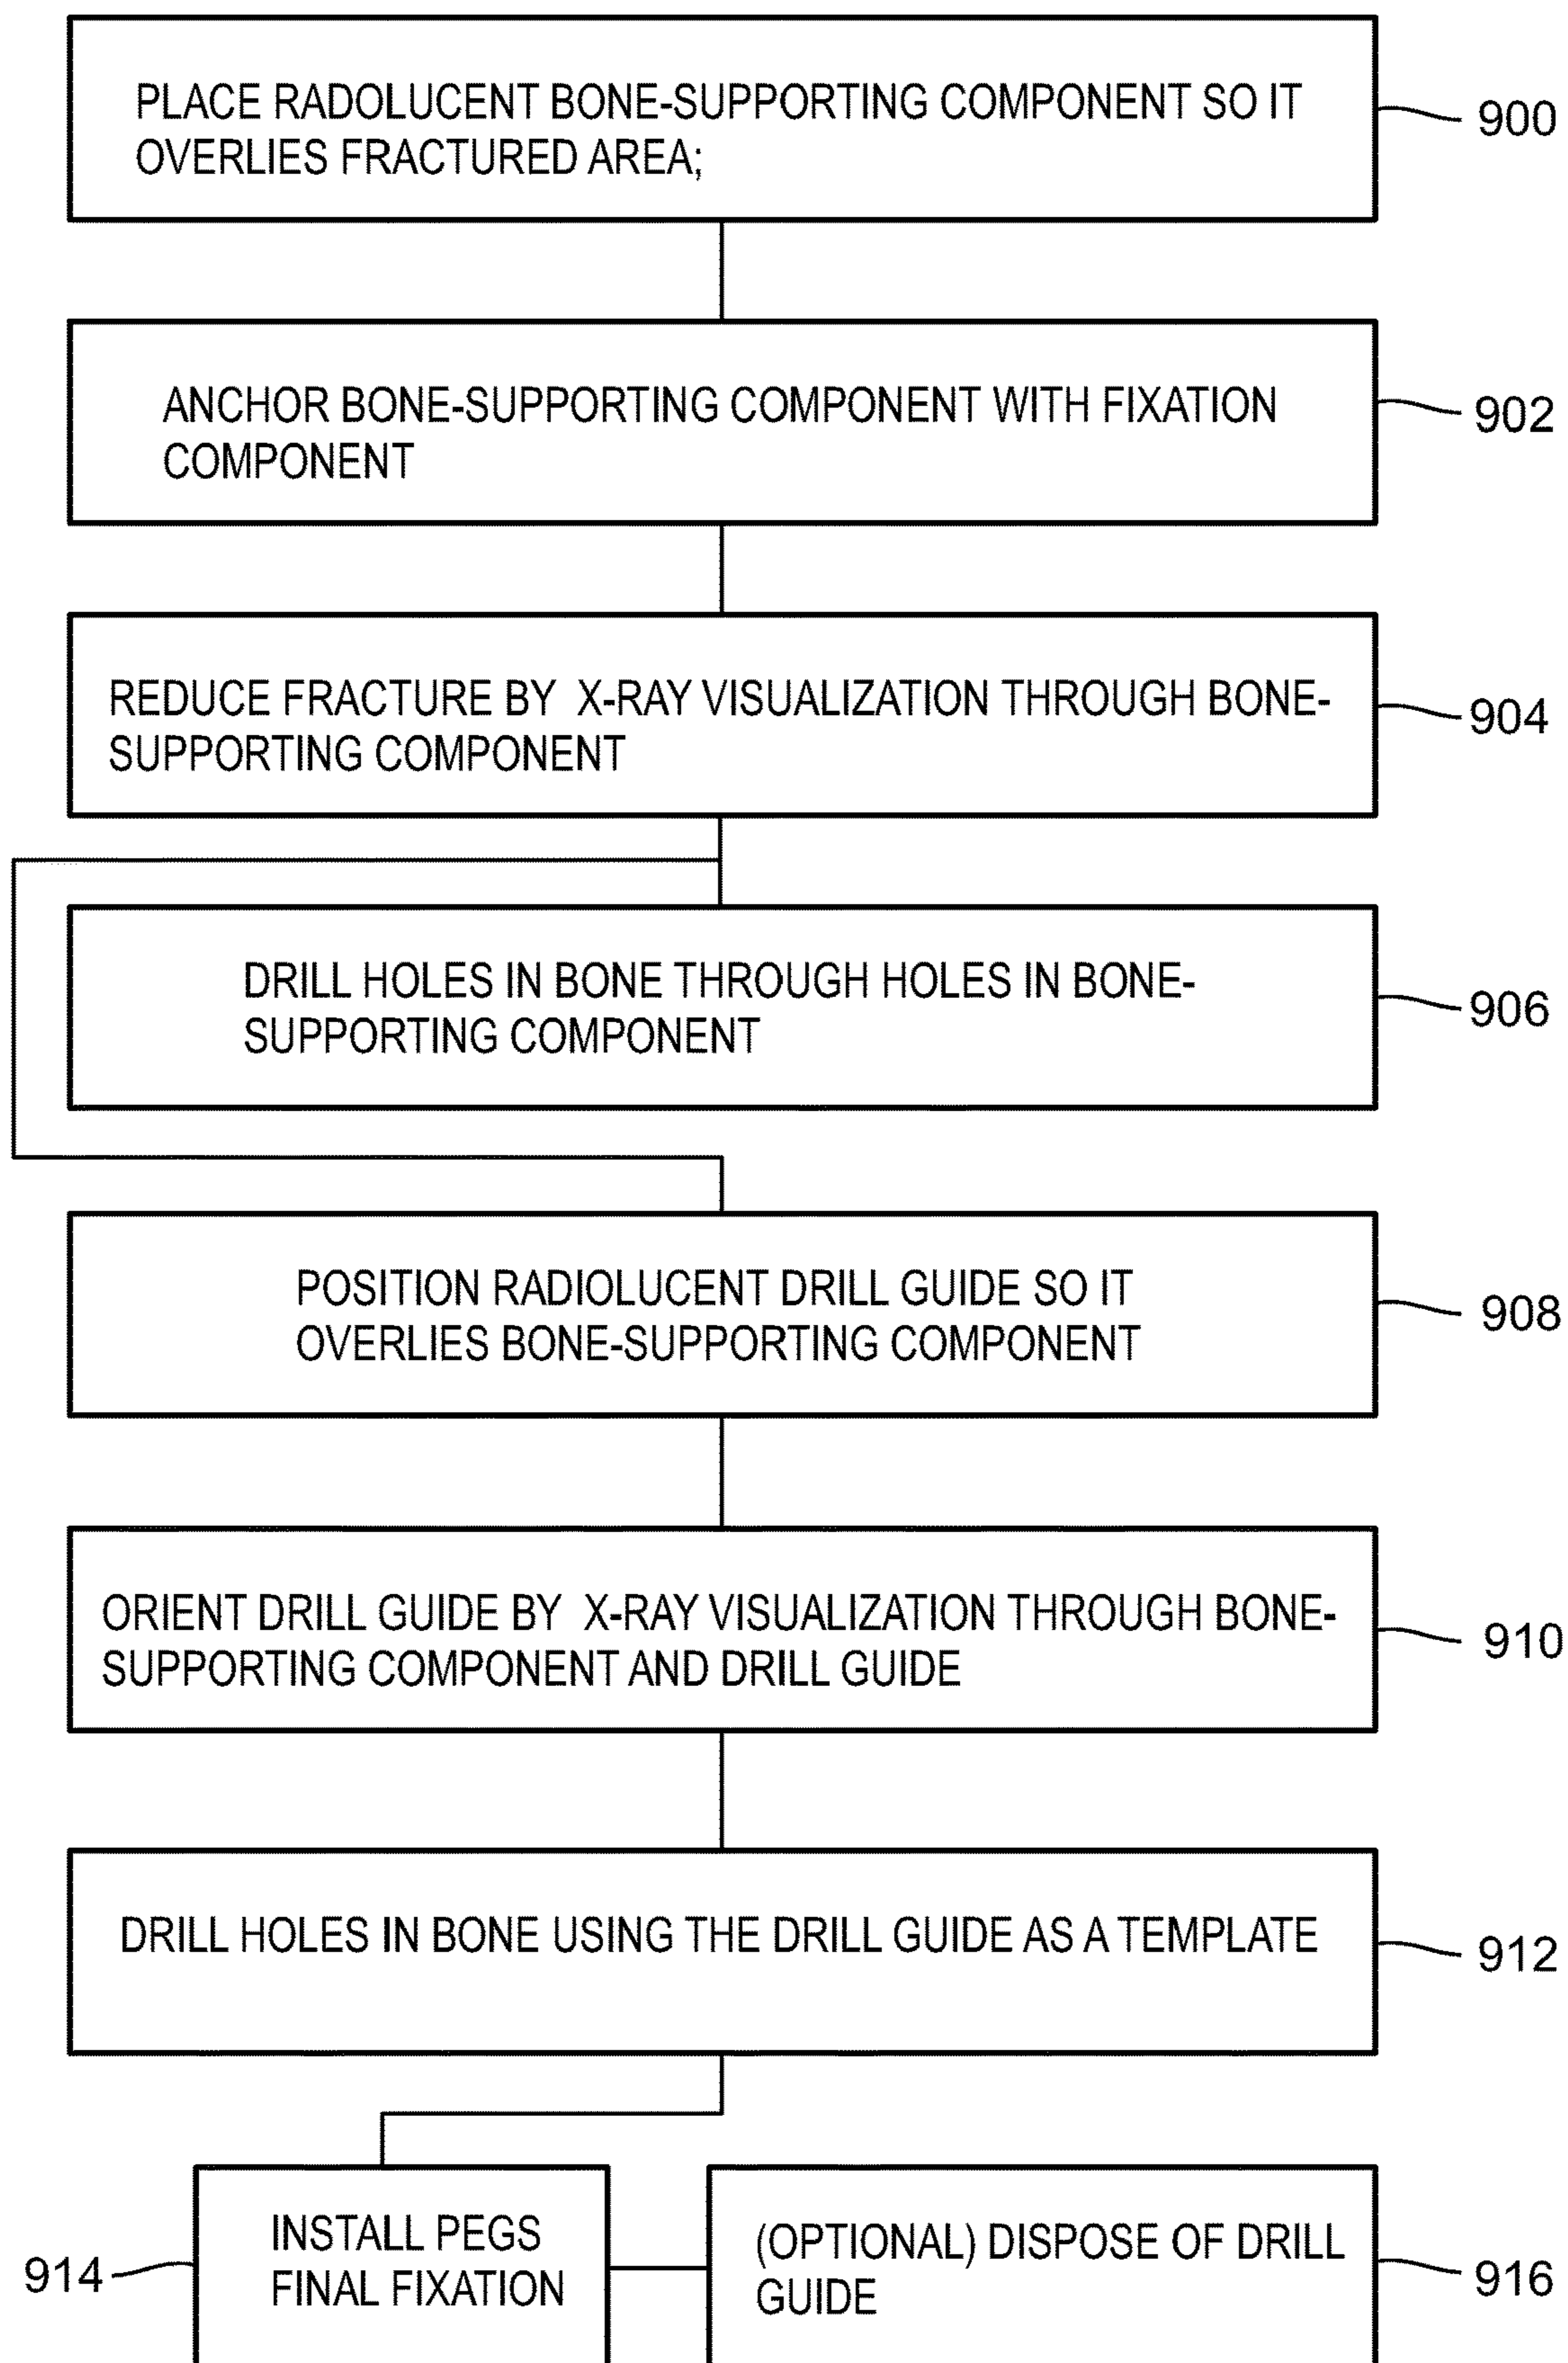 PLACE RADOLUCENT BONE-SUPPORTING COMPONENT SO IT
OVERLIES FRACTURED AREA;
900
ANCHOR BONE-SUPPORTING COMPONENT WITH FIXATION
COMPONENT
902
REDUCE FRACTURE BY X-RAY VISUALIZATION THROUGH BONE-
SUPPORTING COMPONENT
904
DRILL HOLES IN BONE THROUGH HOLES IN BONE-
SUPPORTING COMPONENT
906
POSITION RADIOLUCENT DRILL GUIDE SO IT
OVERLIES BONE-SUPPORTING COMPONENT
908
ORIENT DRILL GUIDE BY X-RAY VISUALIZATION THROUGH BONE-
SUPPORTING COMPONENT AND DRILL GUIDE
910
DRILL HOLES IN BONE USING THE DRILL GUIDE AS A TEMPLATE
912
914
INSTALL PEGS
FINAL FIXATION
(OPTIONAL) DISPOSE OF DRILL
GUIDE
916